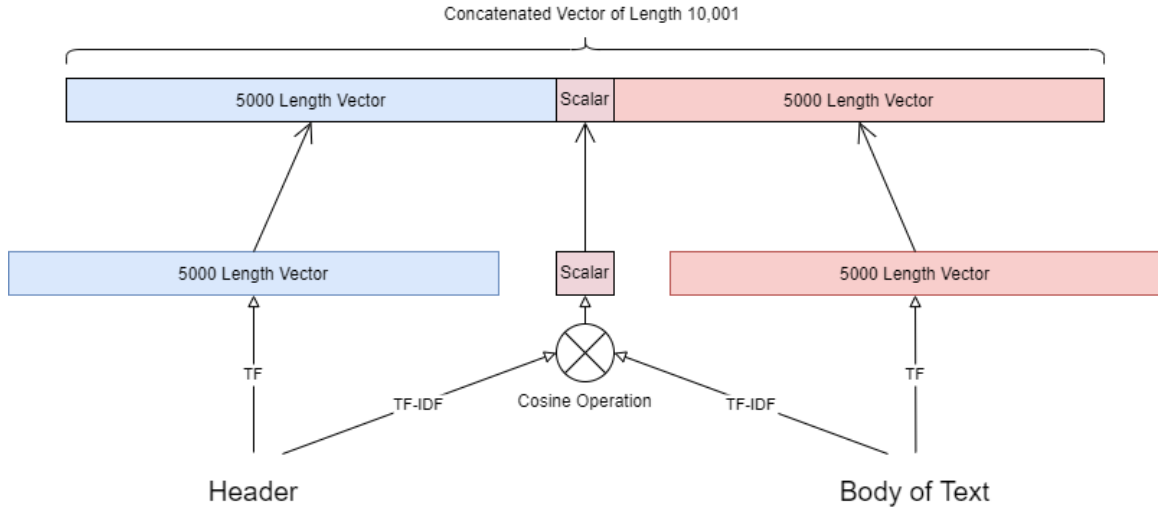 Concatenated Vector of Length 10,001
5000 Length Vector
Scalar
5000 Length Vector
5000 Length Vector
Scalar
5000 Length Vector
TF
TF-IDF
Cosine Operation
TF-IDF
TF
Header
Body of Text